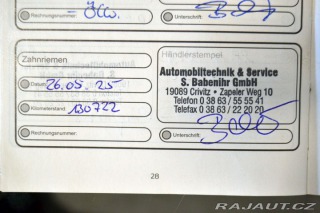 Rechnungsnummer:
Unterschrift:
Zahnriemen
Händlerstempel
Datum:
26.05. 25
Kilometerstand:
130722
Rechnungsnummer:
Automobiltechnik & Service
S. Babenihr GmbH
19089 Crivitz • Zapeler Weg 10
Telefon 0 38 63 / 55 55 41
Telefax 0 38 63 / 22 20 20
Unterschrift:
28
RAJAUT.CZ